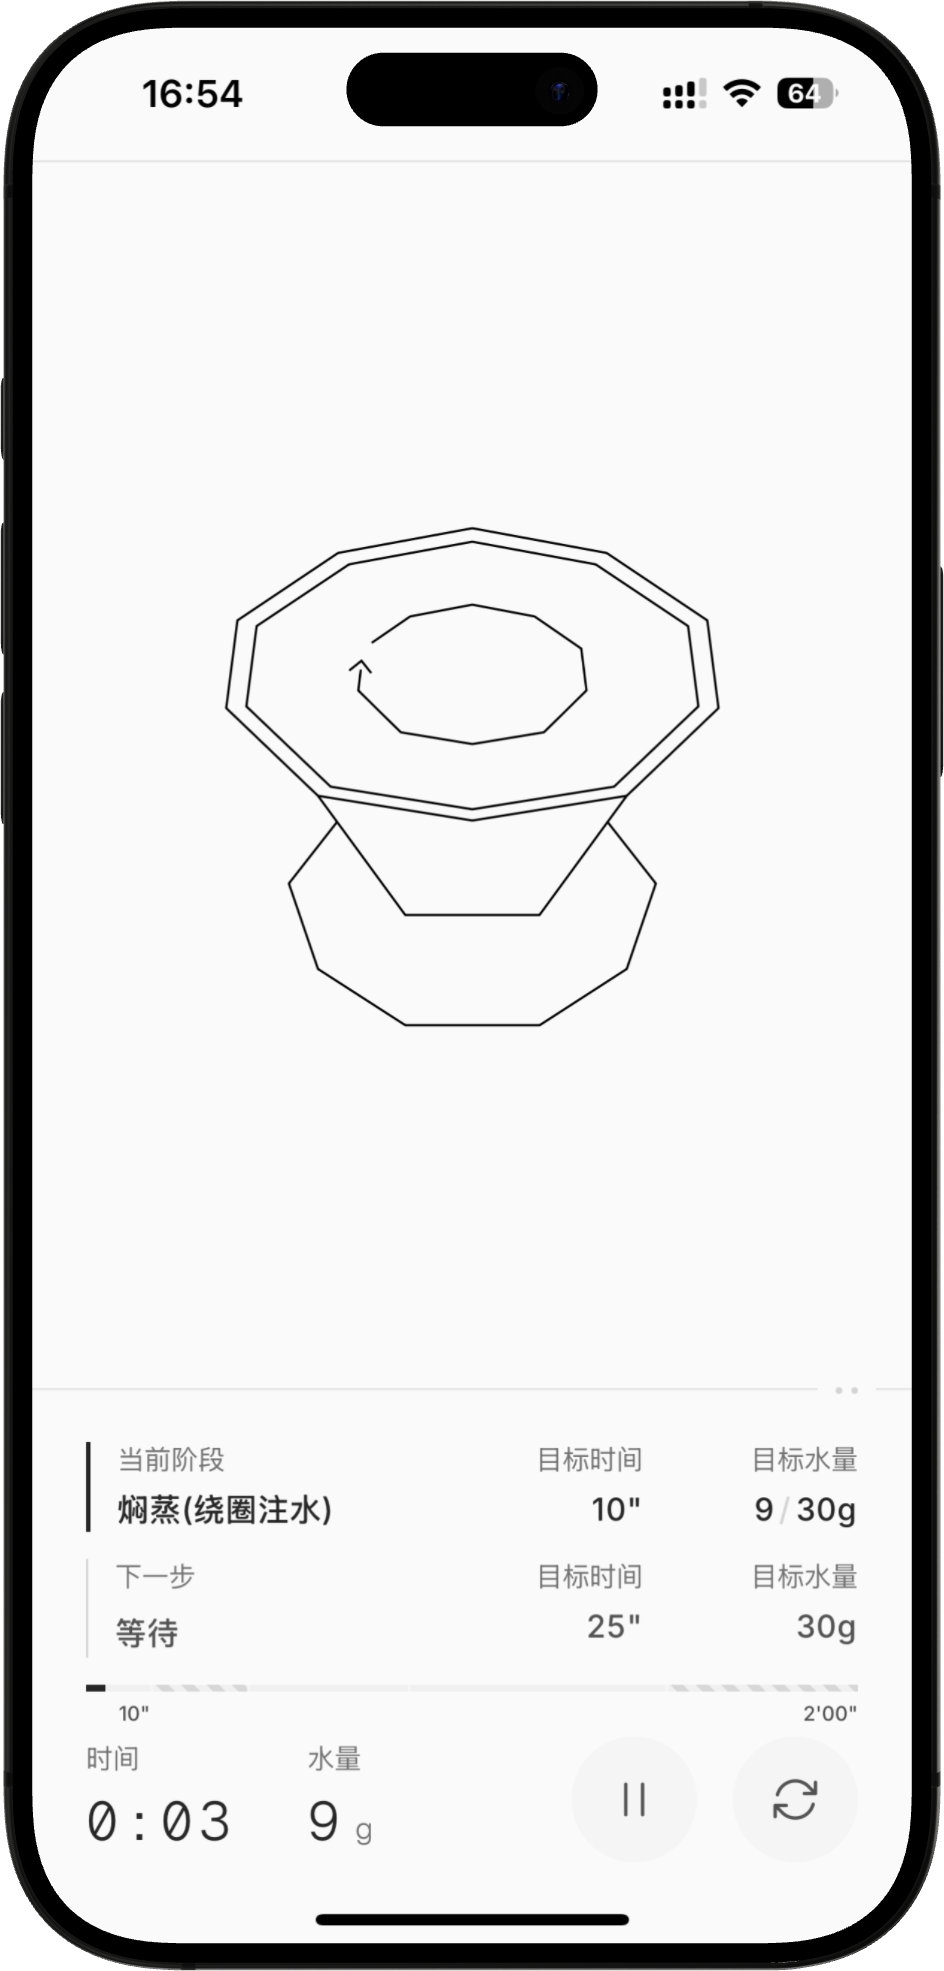 16:54
64
当前阶段 目标时间 目标水量
焖蒸(绕圈注水) 10" 9/30g
下一步 目标时间 目标水量
等待 25" 30g
10" 2'00"
时间 水量
0:03 9 g